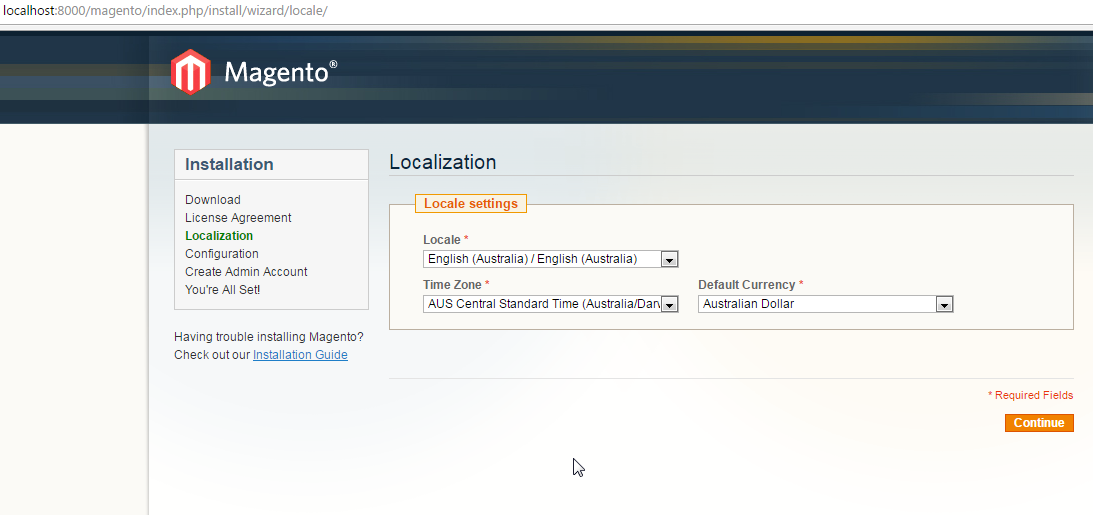 localhost:8000/magento/index.php/install/wizard/locale/
Magento®
Installation
Download
License Agreement
Localization
Configuration
Create Admin Account
You're All Set!
Having trouble installing Magento?
Check out our Installation Guide
Localization
Locale settings
Locale *
English (Australia) / English (Australia)
Time Zone * Default Currency *
AUS Central Standard Time (Australia/Darw Australian Dollar
* Required Fields
Continue